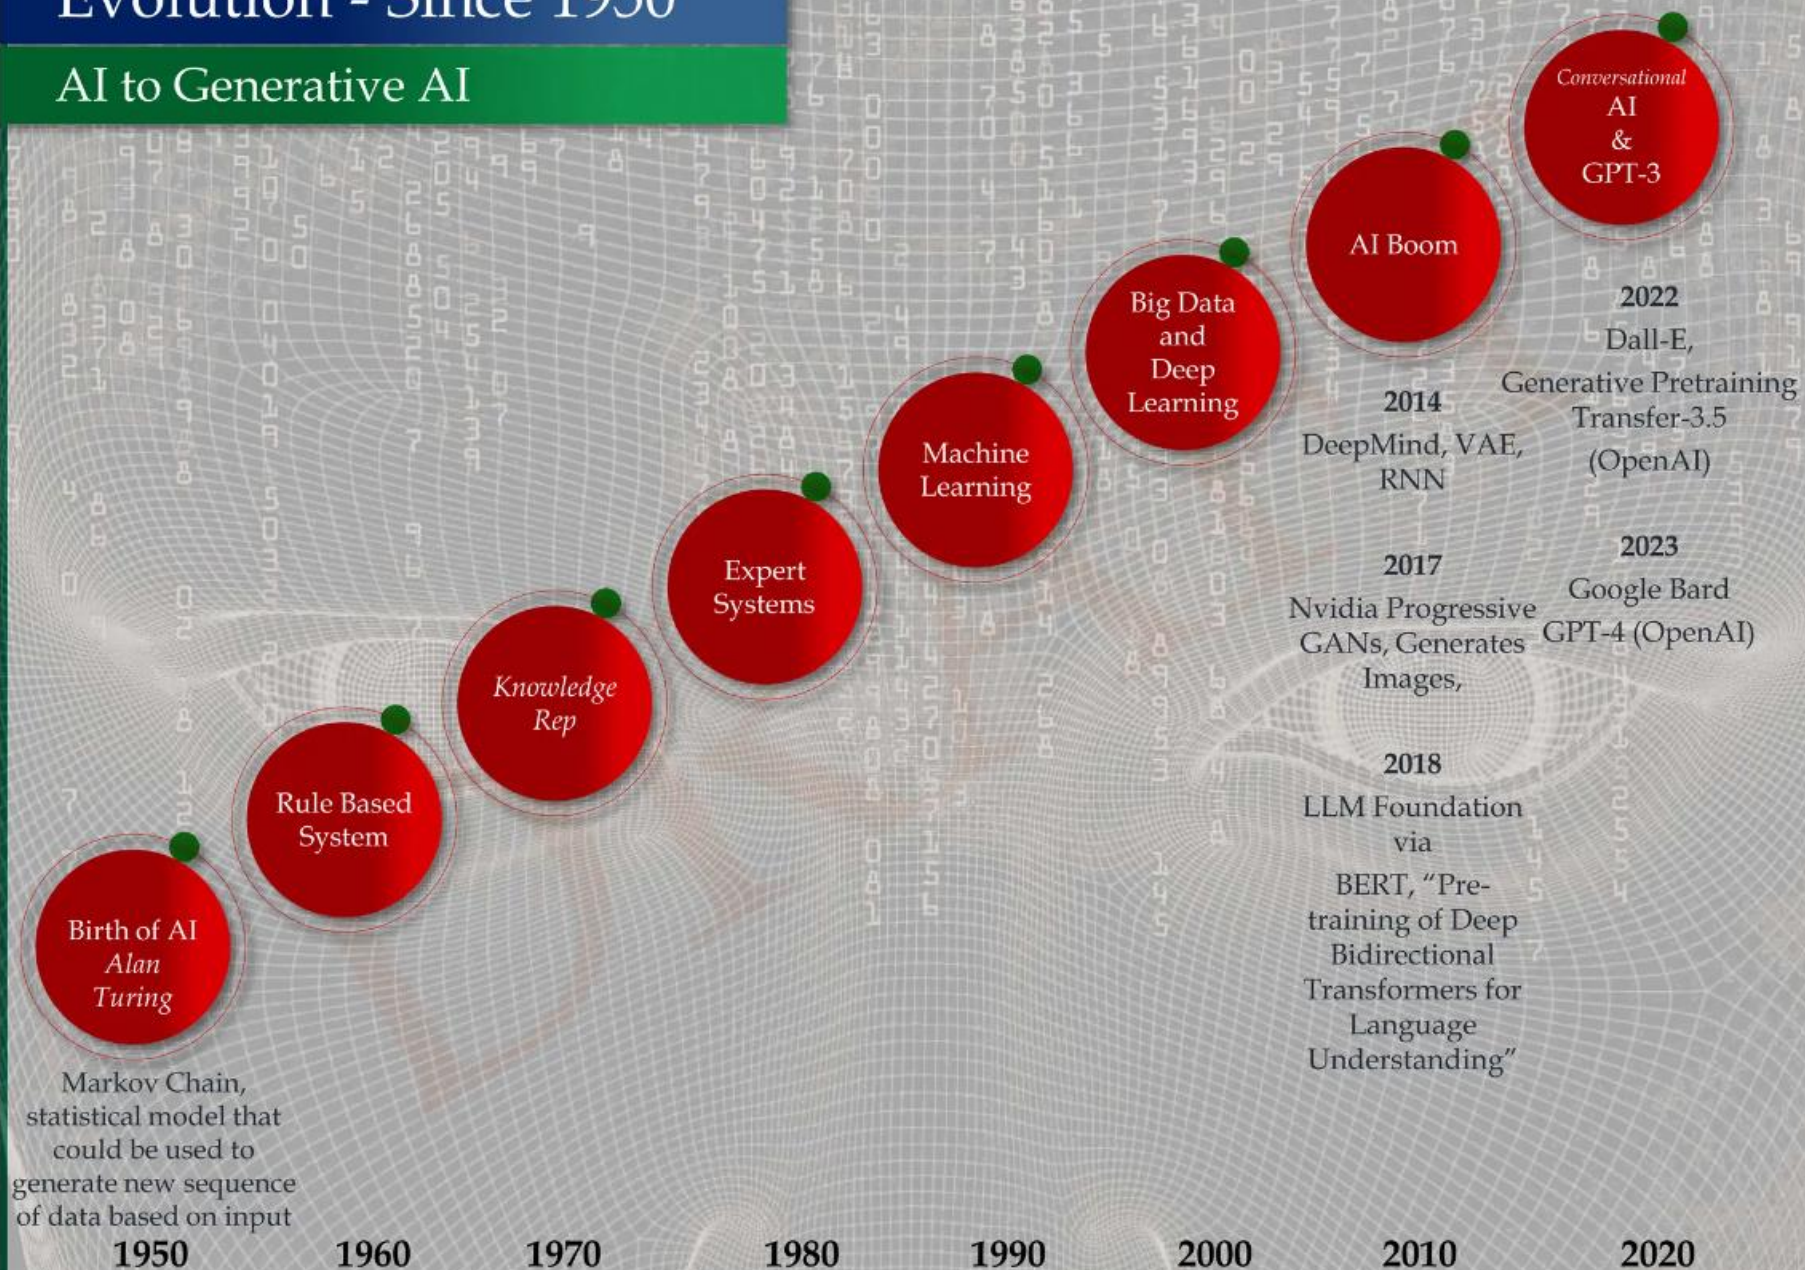 Evolution - Since 1950
AI to Generative AI
Conversational
AI
&
GPT-3
AI Boom
Big Data
and
Deep
Learning
Machine
Learning
Expert
Systems
Knowledge
Rep
Rule Based
System
Birth of AI
Alan
Turing
Markov Chain,
statistical model that
could be used to
generate new sequence
of data based on input
2014
DeepMind, VAE,
RNN
2017
Nvidia Progressive
GANs, Generates
Images,
2018
LLM Foundation
via
BERT, “Pre-
training of Deep
Bidirectional
Transformers for
Language
Understanding”
2022
Dall-E,
Generative Pretraining
Transfer-3.5
(OpenAI)
2023
Google Bard
GPT-4 (OpenAI)
1950 1960 1970 1980 1990 2000 2010 2020